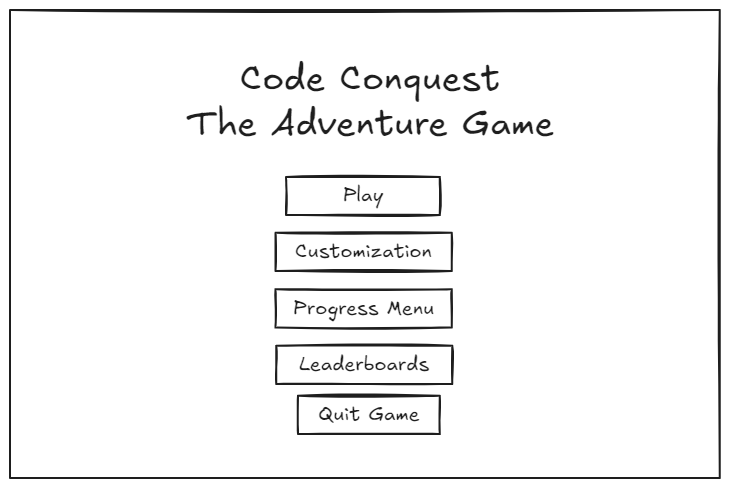 Code Conquest
The Adventure Game
Play
Customization
Progress Menu
Leaderboards
Quit Game